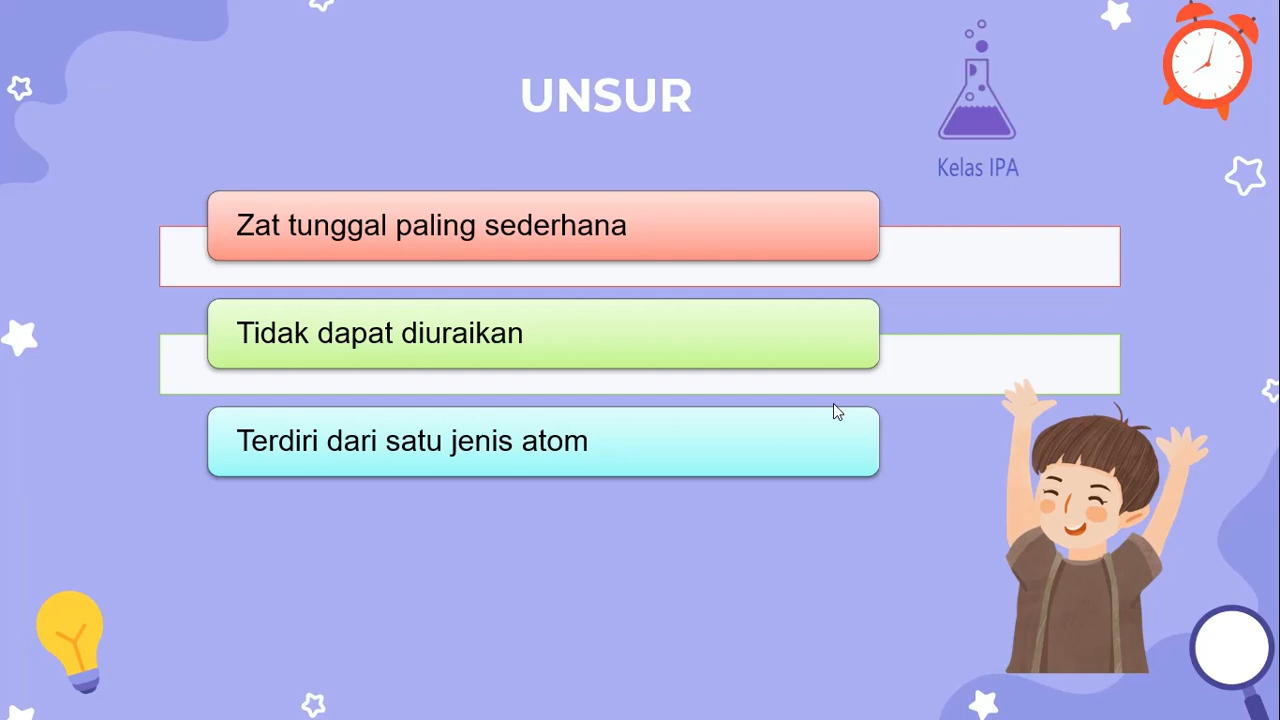 UNSUR
Kelas IPA
Zat tunggal paling sederhana
Tidak dapat diuraikan
Terdiri dari satu jenis atom